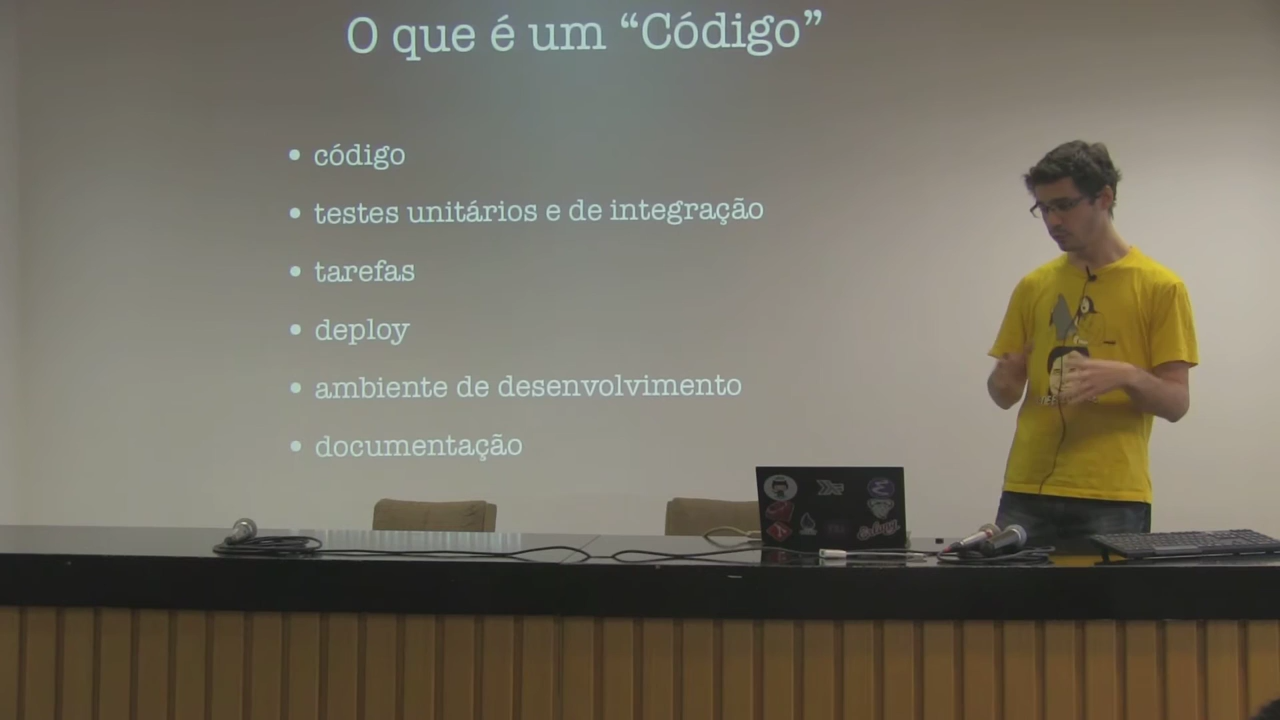 O que é um “Código”
• código
• testes unitários e de integração
• tarefas
• deploy
• ambiente de desenvolvimento
• documentação